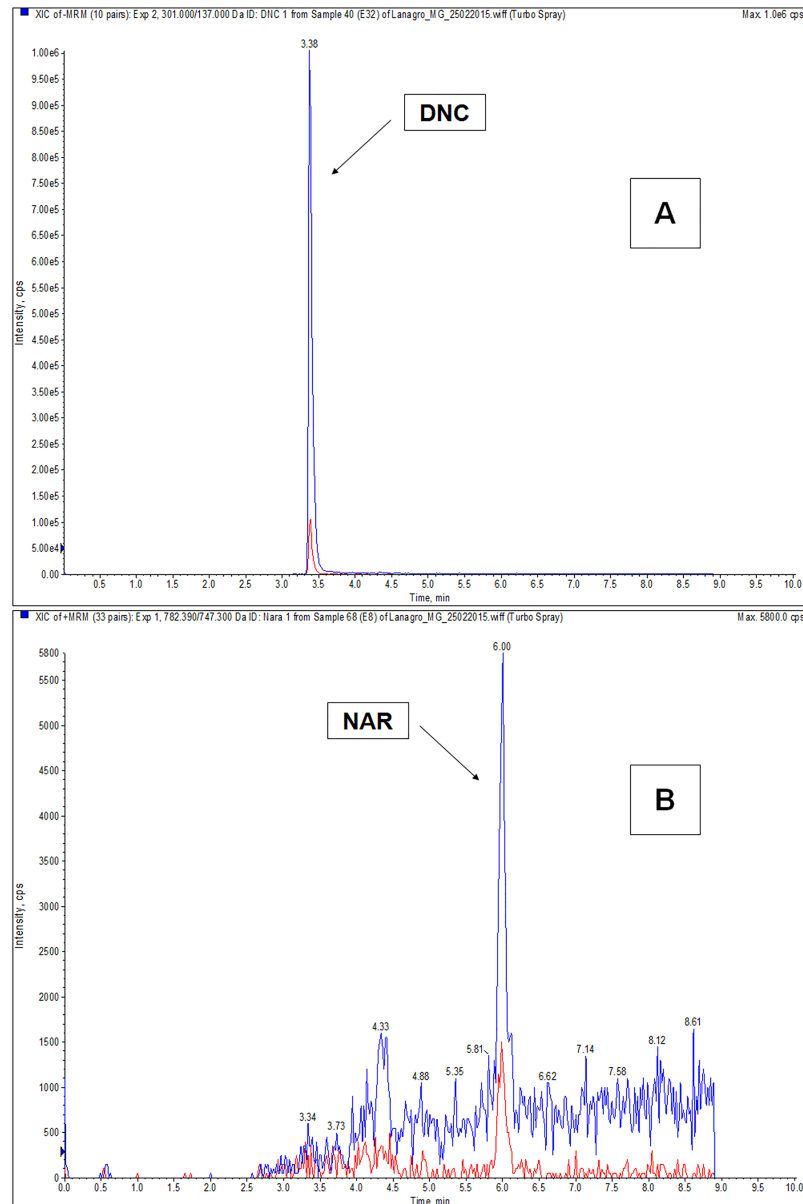 XIC of -MRM (10 pairs): Exp 2, 301.000/137.000 Da ID: DNC 1 from Sample 40 (E32) of Lanagro_MG_25022015.wiff (Turbo Spray) Max. 1.0e6 cps.
3.38
DNC
A
1.00e6
9.50e5
9.00e5
8.50e5
8.00e5
7.50e5
7.00e5
6.50e5
6.00e5
5.50e5
5.00e5
4.50e5
4.00e5
3.50e5
3.00e5
2.50e5
2.00e5
1.50e5
1.00e5
5.00e4
0.00
Intensity, cps
0.5 1.0 1.5 2.0 2.5 3.0 3.5 4.0 4.5 5.0 5.5 6.0 6.5 7.0 7.5 8.0 8.5 9.0 9.5 10.0
Time, min
XIC of +MRM (33 pairs): Exp 1, 782.390/747.300 Da ID: Nara 1 from Sample 68 (E8) of Lanagro_MG_25022015.wiff (Turbo Spray) Max. 5800.0 cps.
6.00
NAR
B
5800
5500
5000
4500
4000
3500
3000
2500
2000
1500
1000
500
0
Intensity, cps
3.34 3.73 4.33 4.88 5.35 5.81 6.62 7.14 7.58 8.12 8.61
0.0 0.5 1.0 1.5 2.0 2.5 3.0 3.5 4.0 4.5 5.0 5.5 6.0 6.5 7.0 7.5 8.0 8.5 9.0 9.5 10.0
Time, min